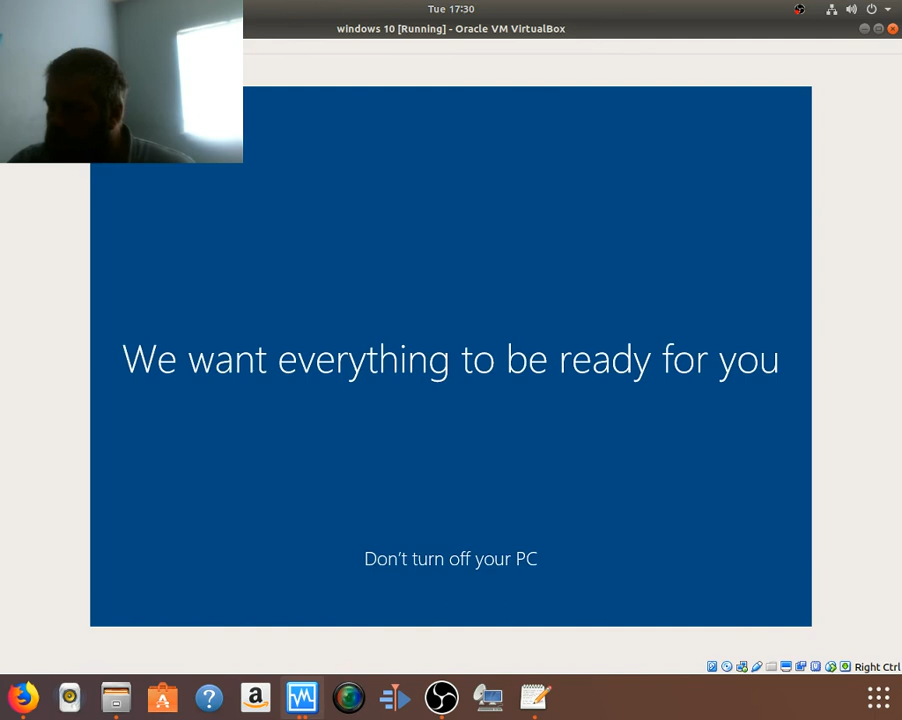 Tue 17:30
windows 10 [Running] - Oracle VM VirtualBox
We want everything to be ready for you
Don't turn off your PC
Right Ctrl